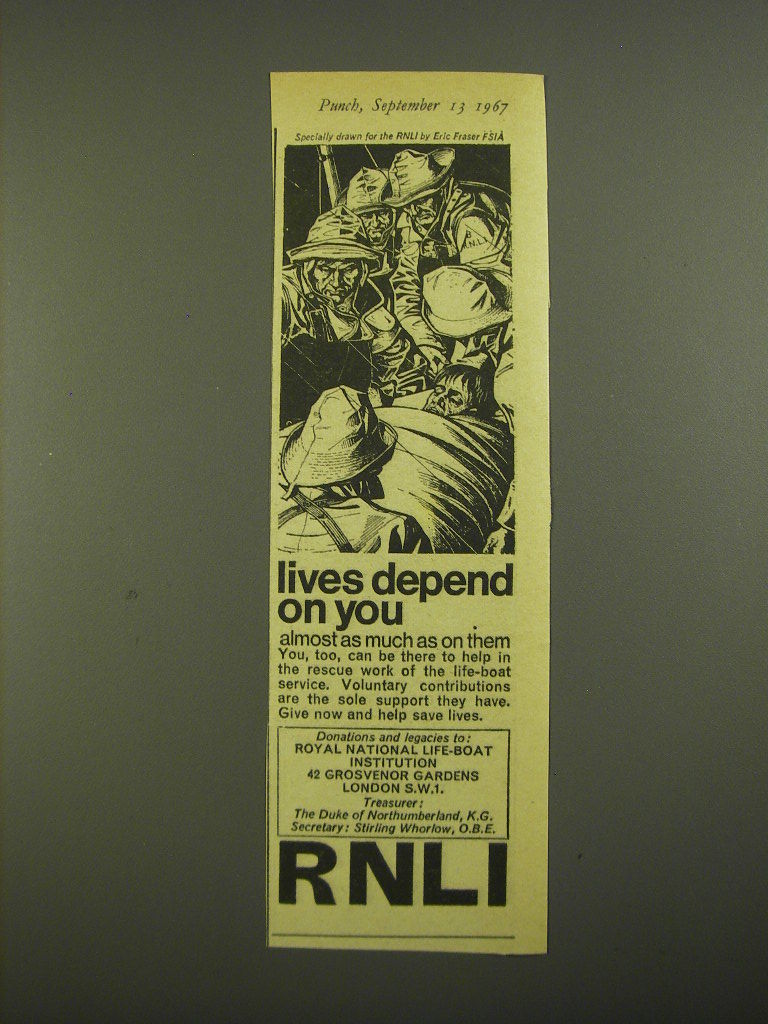 Punch, September 13 1967
Specially drawn for the RNLI by Eric Fraser FSIA
R.N.L.I
lives depend
on you
almost as much as on them
You, too, can be there to help in
the rescue work of the life-boat
service. Voluntary contributions
are the sole support they have.
Give now and help save lives.
Donations and legacies to:
ROYAL NATIONAL LIFE-BOAT
INSTITUTION
42 GROSVENOR GARDENS
LONDON S.W.1.
Treasurer:
The Duke of Northumberland, K.G.
Secretary: Stirling Whorlow, O.B.E.
RNLI